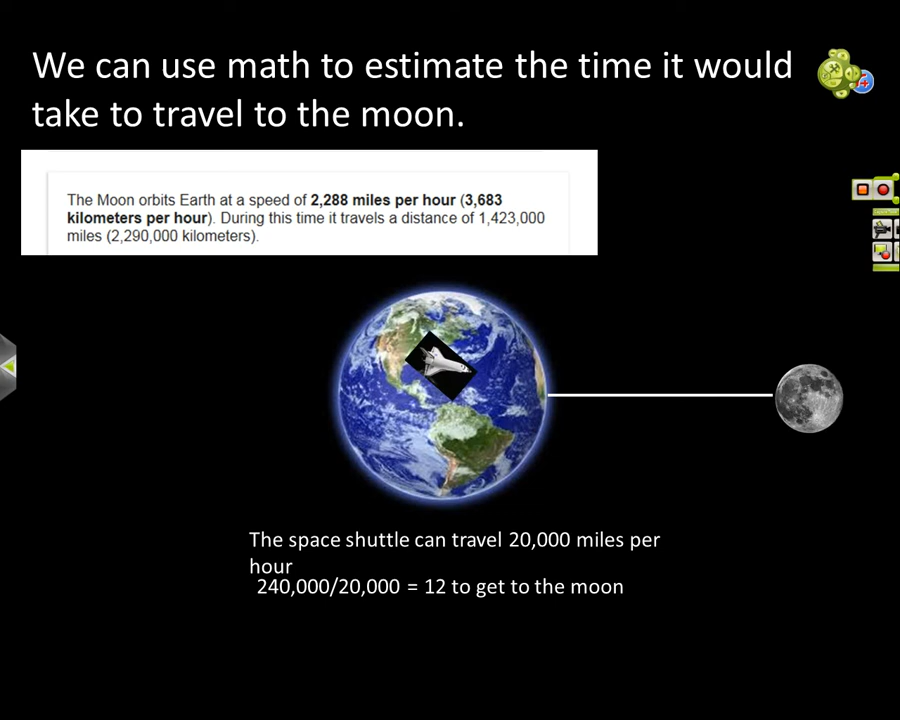 We can use math to estimate the time it would
take to travel to the moon.
The Moon orbits Earth at a speed of 2,288 miles per hour (3,683
kilometers per hour). During this time it travels a distance of 1,423,000
miles (2,290,000 kilometers).
The space shuttle can travel 20,000 miles per
hour
240,000/20,000 = 12 to get to the moon